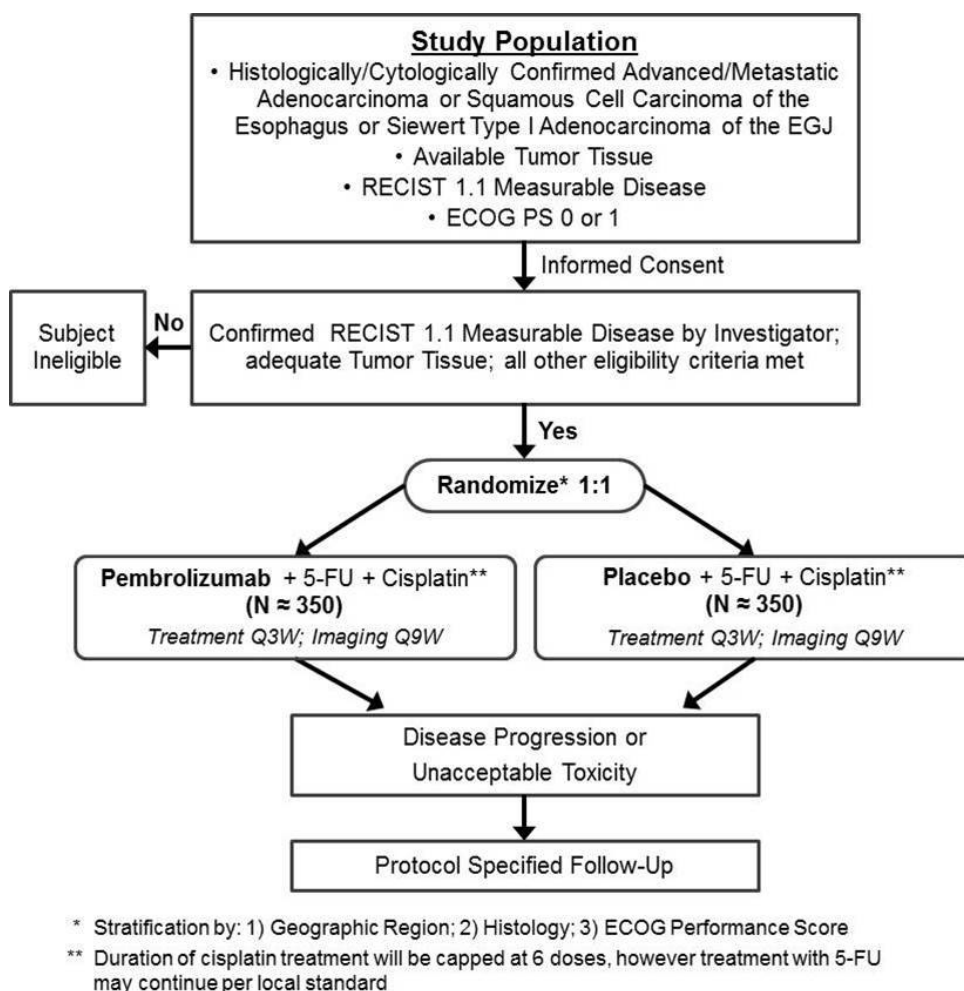 Study Population
• Histologically/Cytologically Confirmed Advanced/Metastatic
Adenocarcinoma or Squamous Cell Carcinoma of the
Esophagus or Siewert Type I Adenocarcinoma of the EGJ
• Available Tumor Tissue
• RECIST 1.1 Measurable Disease
• ECOG PS 0 or 1
Informed Consent
Subject
Ineligible
No
Confirmed RECIST 1.1 Measurable Disease by Investigator;
adequate Tumor Tissue; all other eligibility criteria met
Yes
Randomize* 1:1
Pembrolizumab + 5-FU + Cisplatin**
(N ≈ 350)
Treatment Q3W; Imaging Q9W
Placebo + 5-FU + Cisplatin**
(N ≈ 350)
Treatment Q3W; Imaging Q9W
Disease Progression or
Unacceptable Toxicity
Protocol Specified Follow-Up
* Stratification by: 1) Geographic Region; 2) Histology; 3) ECOG Performance Score
** Duration of cisplatin treatment will be capped at 6 doses, however treatment with 5-FU
may continue per local standard